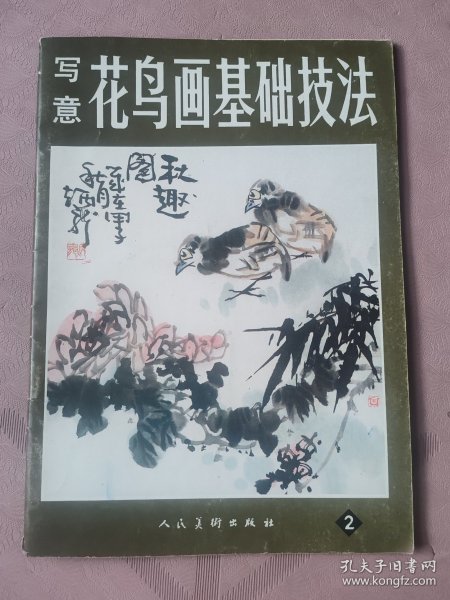 写意
花鸟画基础技法
秋趣
图
人民美術出版社
2
孔夫子旧书网
www.kongfz.com